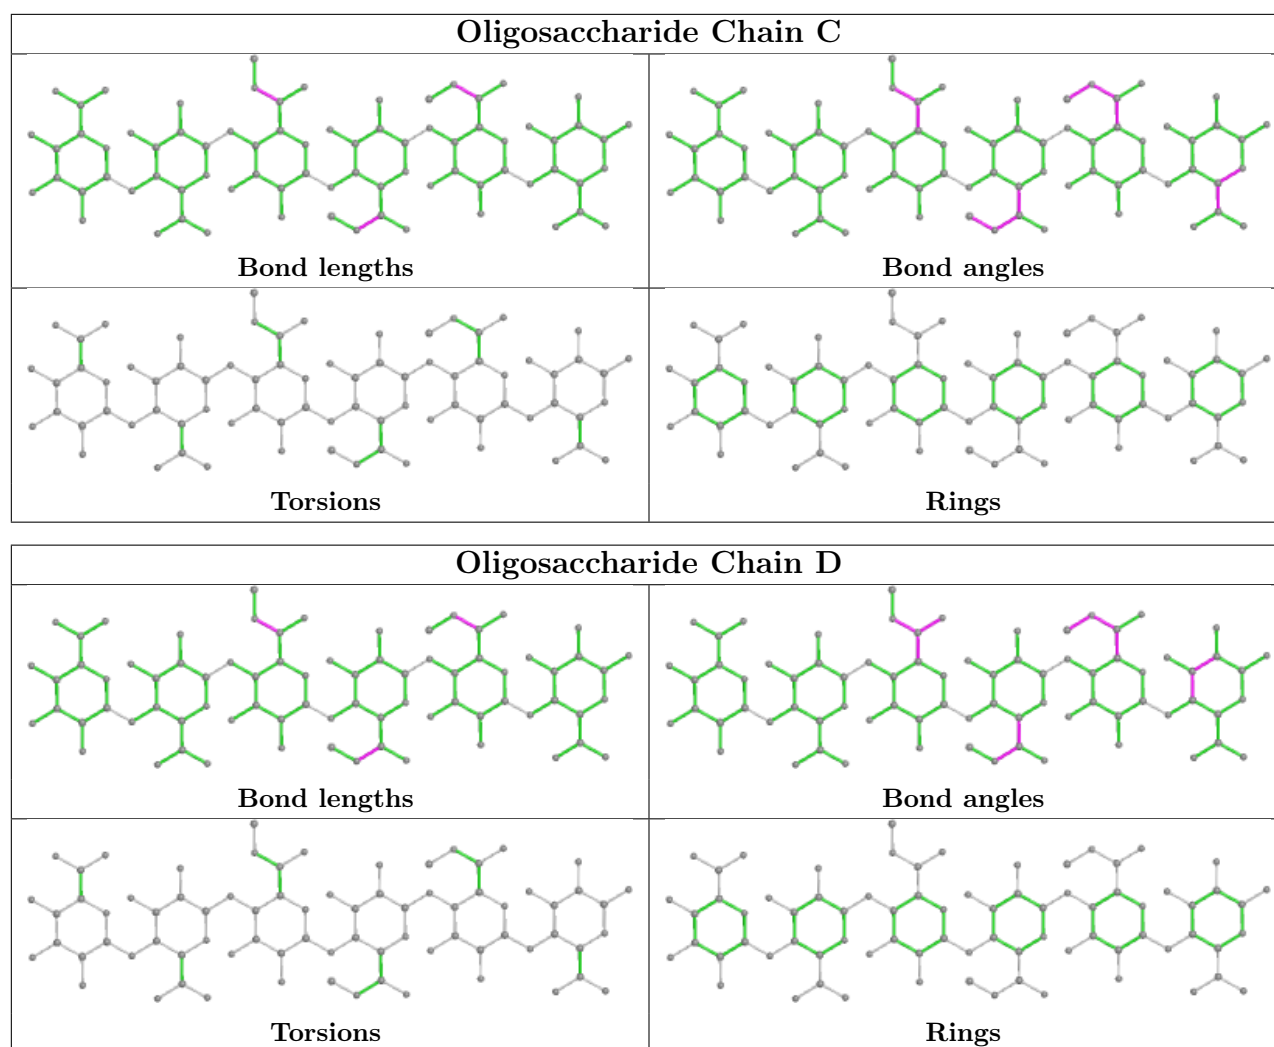 Oligosaccharide Chain C
Bond lengths
Bond angles
Torsions
Rings
Oligosaccharide Chain D
Bond lengths
Bond angles
Torsions
Rings